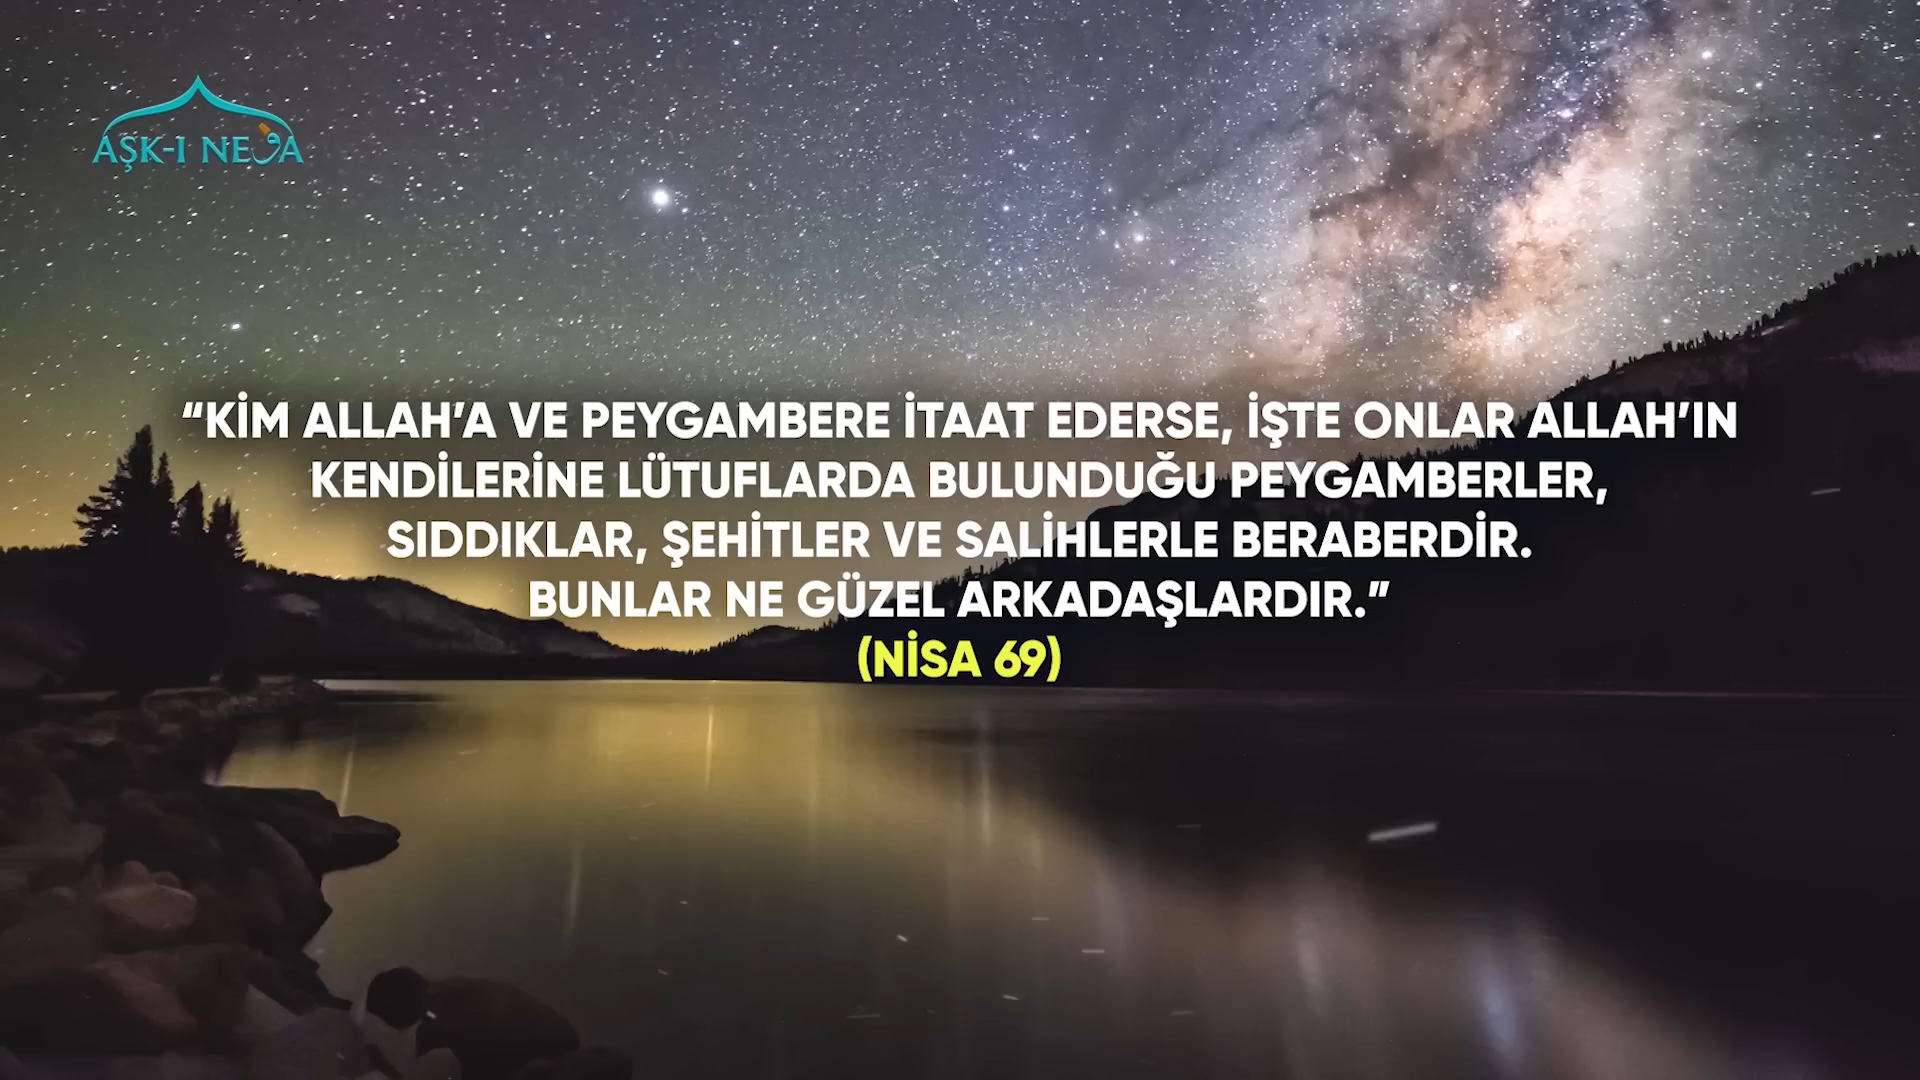 AŞK-I NEVA
“KİM ALLAH’A VE PEYGAMBERE İTAAT EDERSE, İŞTE ONLAR ALLAH’IN
KENDİLERİNE LÜTUFLARDA BULUNDUĞU PEYGAMBERLER,
SIDDIKLAR, ŞEHİTLER VE SALİHLERLE BERABERDİR.
BUNLAR NE GÜZEL ARKADAŞLARDIR.”
(NİSA 69)